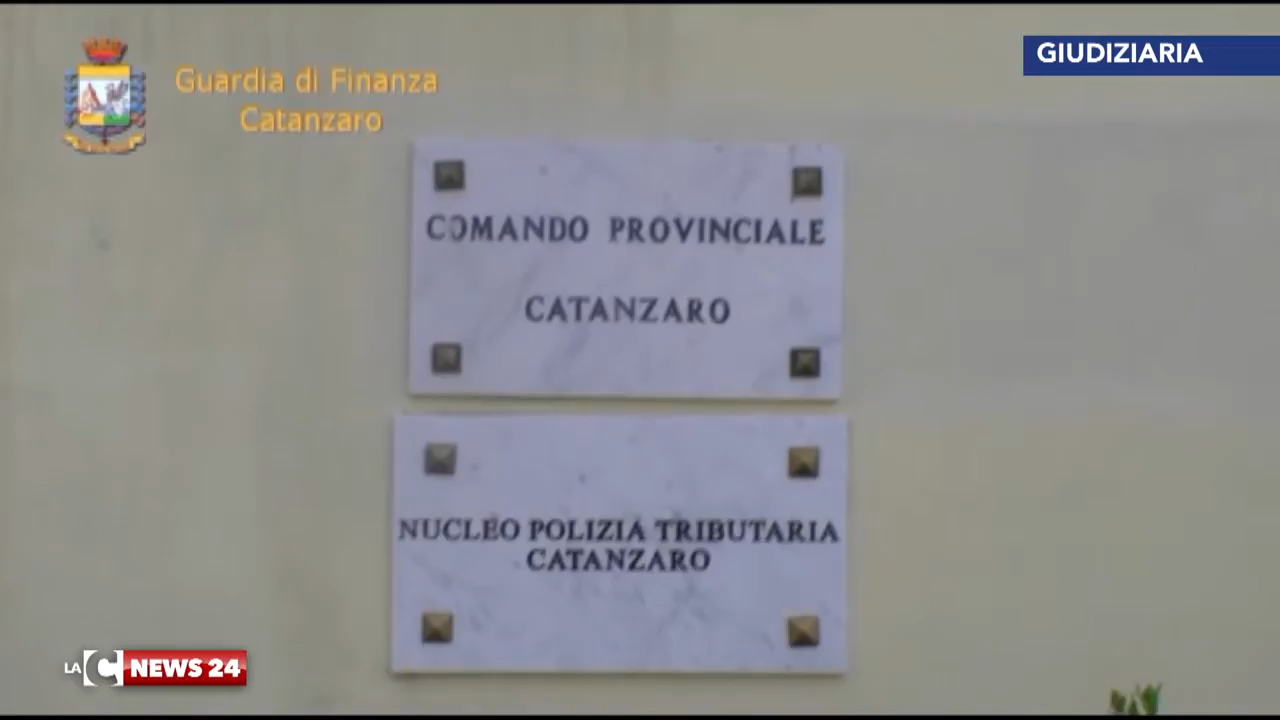 GIUDIZIARIA
Guardia di Finanza
Catanzaro
COMANDO PROVINCIALE
CATANZARO
NUCLEO POLIZIA TRIBUTARIA
CATANZARO
LA C NEWS 24